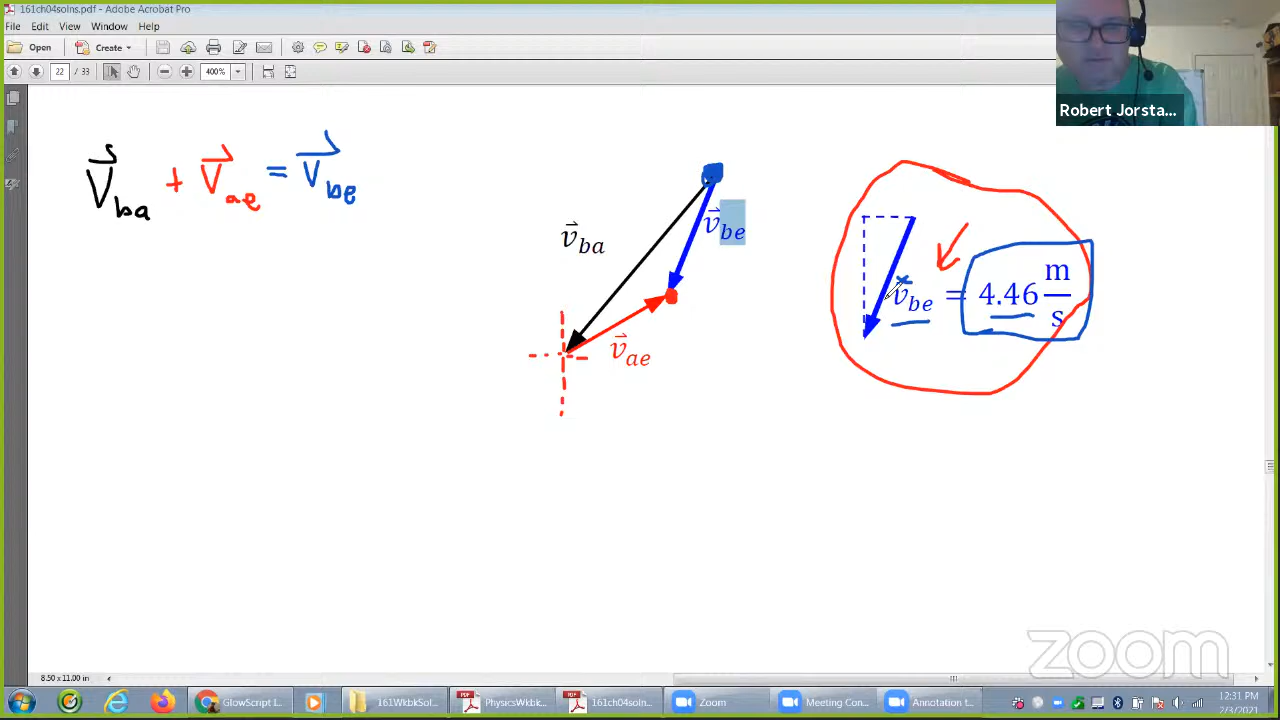 161ch04solns.pdf - Adobe Acrobat Pro
File Edit View Window Help
Open Create
22 / 33 400%
Robert Jorsta...
V⃗ba + V⃗ae = V⃗be
v⃗be
v⃗ba
v⃗ae
vbe = 4.46 m/s
zoom
8.50 x 11.00 in
GlowScript I... 161WkbkSol... PhysicsWkbk... 161ch04soln... Zoom Meeting Con... Annotation t...
12:31 PM
2/3/2021